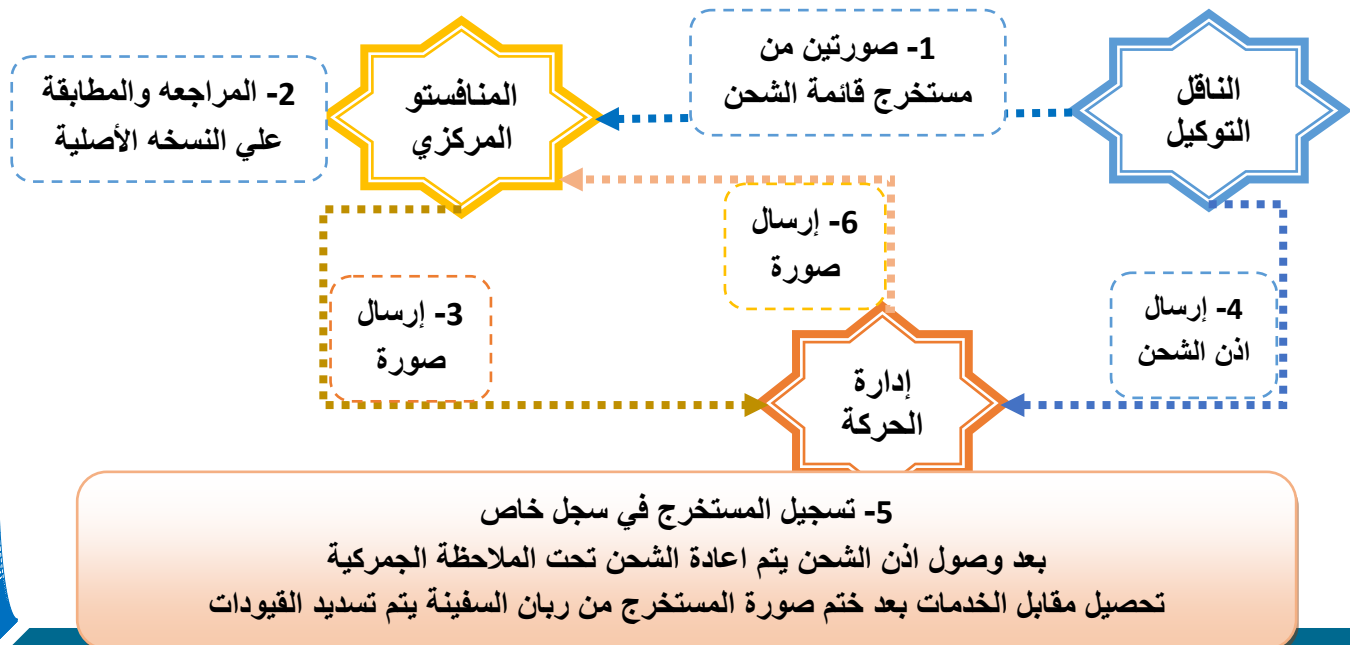 الناقل
التوكيل
1- صورتين من
مستخرج قائمة الشحن
المنافستو
المركزي
2- المراجعه والمطابقة
علي النسخه الأصلية
3- إرسال
صورة
6- إرسال
صورة
4- إرسال
اذن الشحن
إدارة
الحركة
5- تسجيل المستخرج في سجل خاص
بعد وصول اذن الشحن يتم اعادة الشحن تحت الملاحظة الجمركية
تحصيل مقابل الخدمات بعد ختم صورة المستخرج من ربان السفينة يتم تسديد القيودات